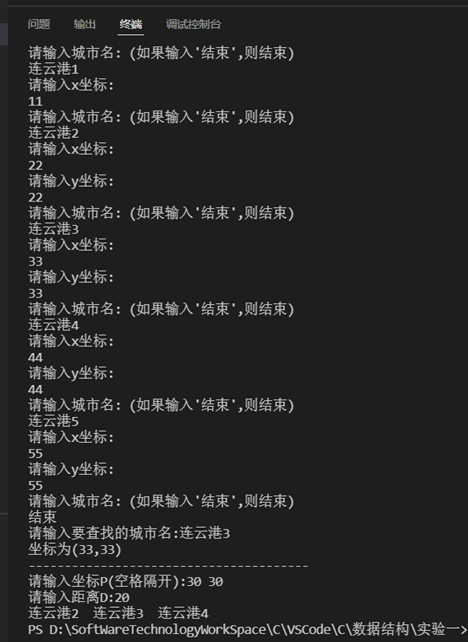 问题 输出 终端 调试控制台
请输入城市名: (如果输入'结束',则结束)
连云港1
请输入x坐标:
11
请输入城市名: (如果输入'结束',则结束)
连云港2
请输入x坐标:
22
请输入y坐标:
22
请输入城市名: (如果输入'结束',则结束)
连云港3
请输入x坐标:
33
请输入y坐标:
33
请输入城市名: (如果输入'结束',则结束)
连云港4
请输入x坐标:
44
请输入y坐标:
44
请输入城市名: (如果输入'结束',则结束)
连云港5
请输入x坐标:
55
请输入y坐标:
55
请输入城市名: (如果输入'结束',则结束)
结束
请输入要查找的城市名:连云港3
坐标为(33,33)
---------------------------------------
请输入坐标P(空格隔开):30 30
请输入距离D:20
连云港2 连云港3 连云港4
PS D:\SoftWareTechnologyWorkSpace\C\VSCode\C\数据结构\实验一>